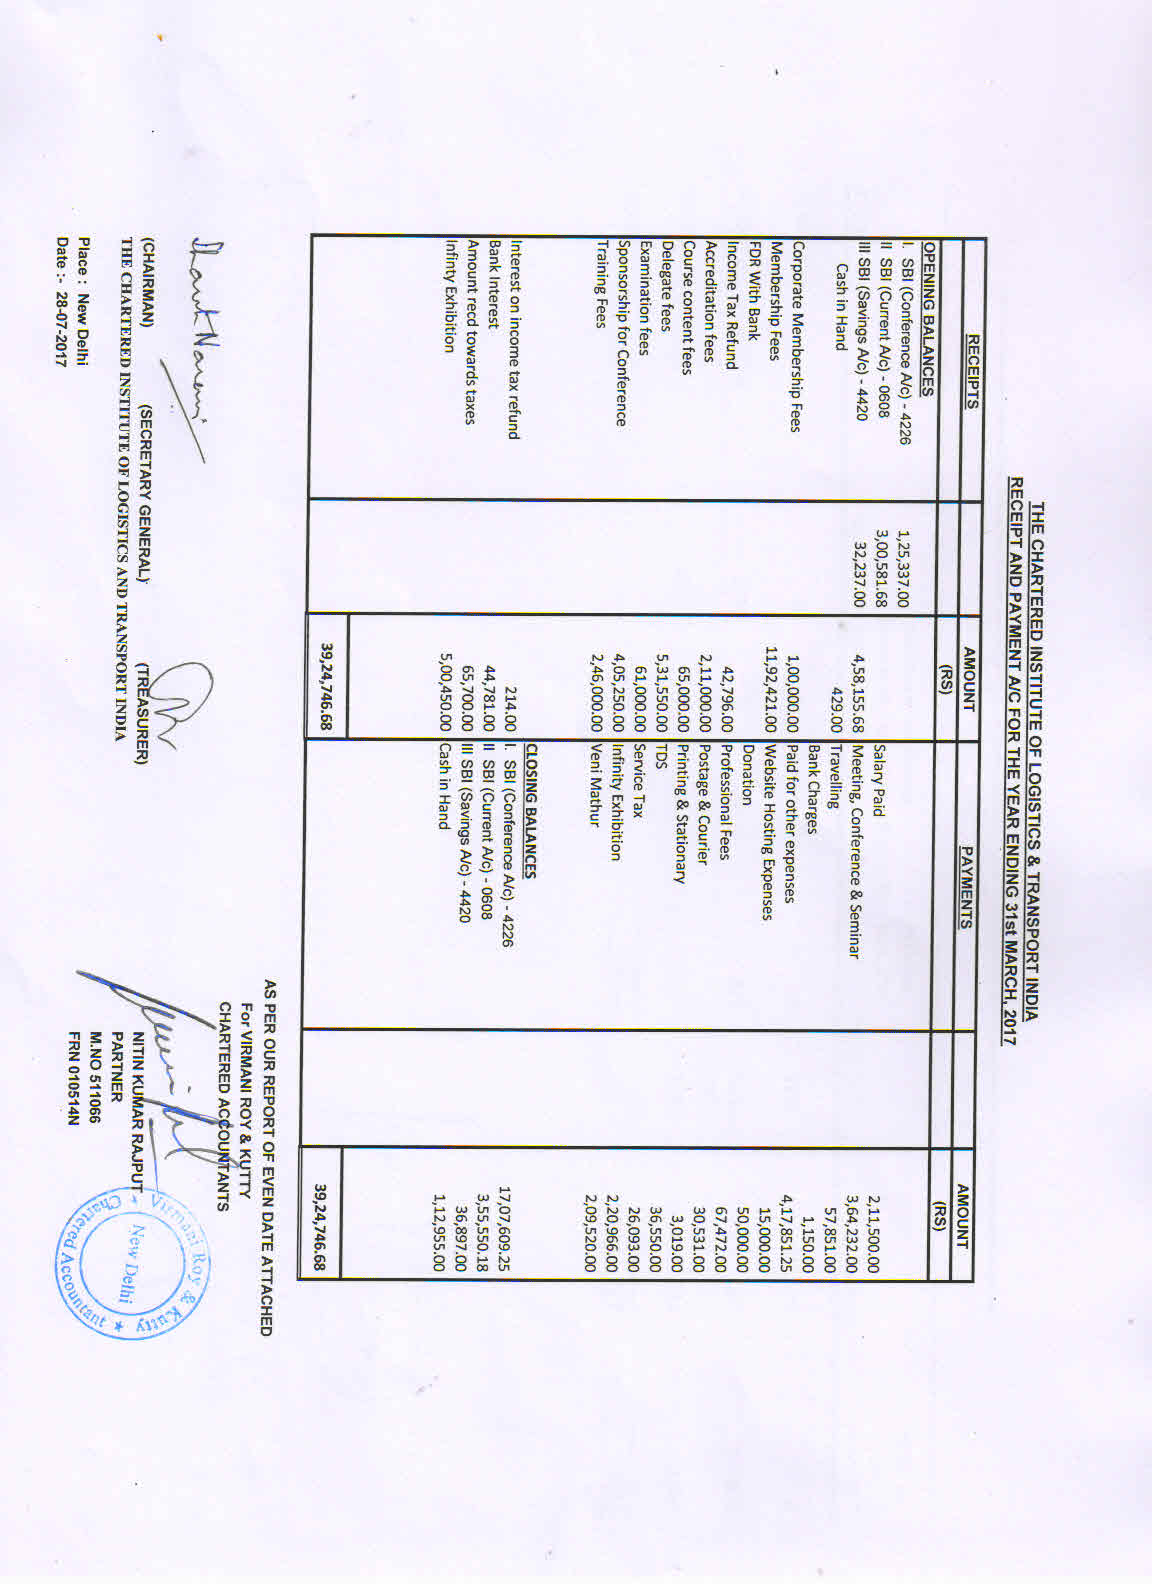 THE CHARTERED INSTITUTE OF LOGISTICS & TRANSPORT INDIA
RECEIPT AND PAYMENT A/C FOR THE YEAR ENDING 31st MARCH, 2017
RECEIPTS AMOUNT (RS) PAYMENTS AMOUNT (RS)
OPENING BALANCES
I. SBI (Conference A/c) - 4226 1,25,337.00
II SBI (Current A/c) - 0608 3,00,581.68 Salary Paid 2,11,500.00
III SBI (Savings A/c) - 4420 32,237.00 4,58,155.68 Meeting, Conference & Seminar 3,64,232.00
Cash in Hand 429.00 Travelling 57,851.00
Bank Charges 1,150.00
Corporate Membership Fees 1,00,000.00 Paid for other expenses 4,17,851.25
Membership Fees 11,92,421.00 Website Hosting Expenses 15,000.00
FDR With Bank Donation 50,000.00
Income Tax Refund 42,796.00 Professional Fees 67,472.00
Accreditation fees 2,11,000.00 Postage & Courier 30,531.00
Course content fees 65,000.00 Printing & Stationary 3,019.00
Delegate fees 5,31,550.00 TDS 36,550.00
Examination fees 61,000.00 Service Tax 26,093.00
Sponsorship for Conference 4,05,250.00 Infinity Exhibition 2,20,966.00
Training Fees 2,46,000.00 Veni Mathur 2,09,520.00
CLOSING BALANCES
Interest on income tax refund 214.00 I. SBI (Conference A/c) - 4226 17,07,609.25
Bank Interest 44,781.00 II SBI (Current A/c) - 0608 3,55,550.18
Amount recd towards taxes 65,700.00 III SBI (Savings A/c) - 4420 36,897.00
Infinty Exhibition 5,00,450.00 Cash in Hand 1,12,955.00
39,24,746.68 39,24,746.68
AS PER OUR REPORT OF EVEN DATE ATTACHED
For VIRMANI ROY & KUTTY
CHARTERED ACCOUNTANTS
(CHAIRMAN) (SECRETARY GENERAL) (TREASURER)
THE CHARTERED INSTITUTE OF LOGISTICS AND TRANSPORT INDIA
NITIN KUMAR RAJPUT
PARTNER
M.NO 511066
FRN 010514N
Place : New Delhi
Date :- 28-07-2017
Virmani Roy & Kutty
New Delhi
* Chartered Accountant *